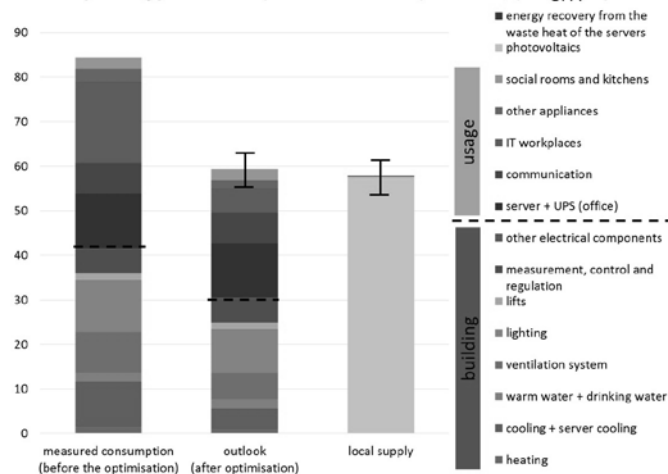 90
80
70
60
50
40
30
20
10
0
measured consumption
(before the optimisation)
outlook
(after optimisation)
local supply
energy recovery from the
waste heat of the servers
photovoltaics
usage
social rooms and kitchens
other appliances
IT workplaces
communication
server + UPS (office)
building
other electrical components
measurement, control and
regulation
lifts
lighting
ventilation system
warm water + drinking water
cooling + server cooling
heating